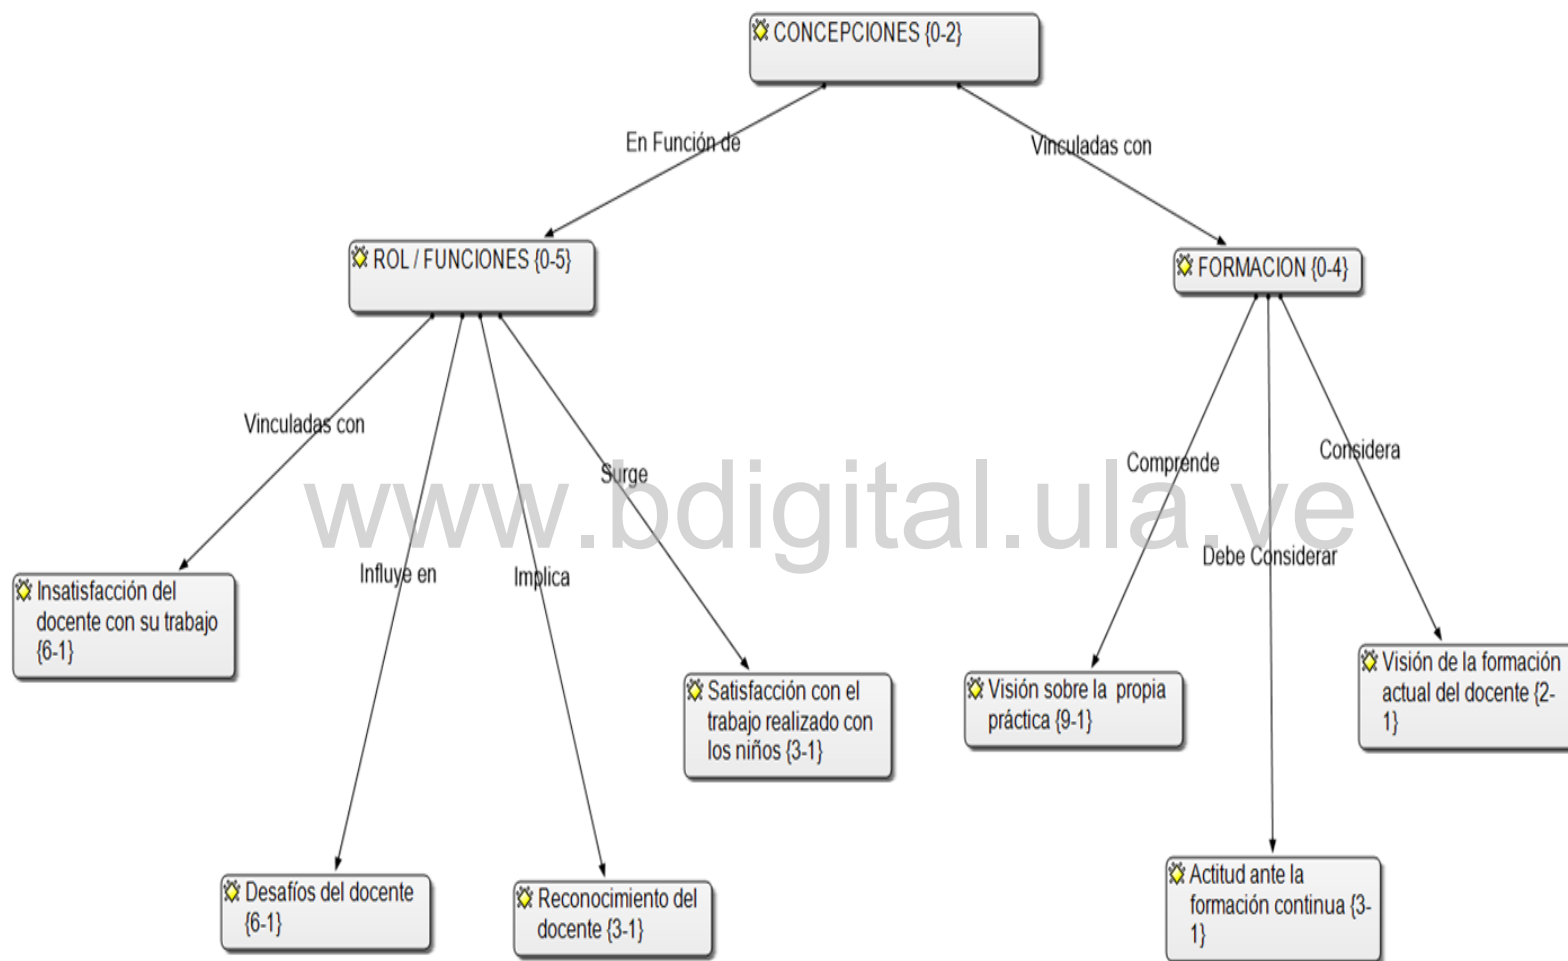 CONCEPCIONES {0-2}
En Función de
Vinculadas con
ROL / FUNCIONES {0-5}
FORMACION {0-4}
Vinculadas con
Surge
Comprende
Considera
www.bdigital.ula.ve
Influye en
Implica
Debe Considerar
Insatisfacción del
docente con su trabajo
{6-1}
Satisfacción con el
trabajo realizado con
los niños {3-1}
Visión sobre la propia
práctica {9-1}
Visión de la formación
actual del docente {2-
1}
Desafíos del docente
{6-1}
Reconocimiento del
docente {3-1}
Actitud ante la
formación continua {3-
1}